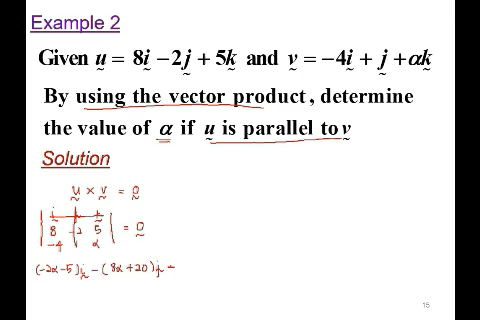 Example 2
Given u = 8i − 2j + 5k and v = −4i + j + αk
By using the vector product, determine
the value of α if u is parallel to v
Solution
u × v = 0
i k
8 -2 5 = 0
-4 α
(-2α-5)i - (8α+20)j -
15